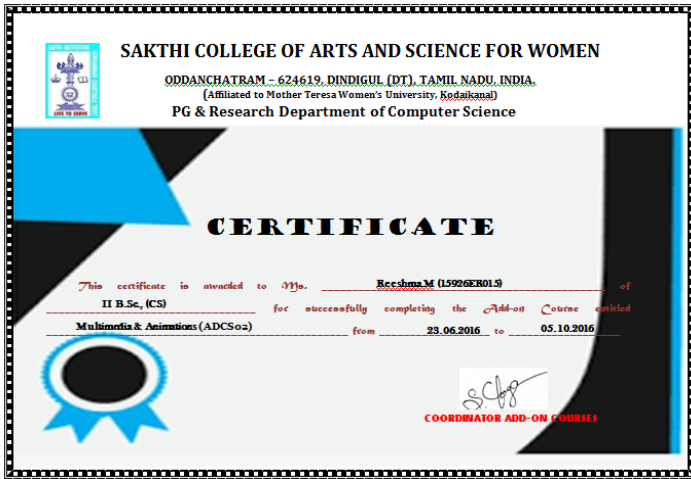 SAKTHI COLLEGE OF ARTS AND SCIENCE FOR WOMEN
ODDANCHATRAM – 624619, DINDIGUL (DT), TAMIL NADU, INDIA.
(Affiliated to Mother Teresa Women's University, Kodaikanal)
PG & Research Department of Computer Science
LIVE TO SERVE
CERTIFICATE
This certificate is awarded to Ms. Reeshma.M (15926ER015) of
II B.Sc., (CS) for successfully completing the Add-on Course entitled
Multimedia & Animations (ADCS02) from 23.06.2016 to 05.10.2016
COORDINATOR ADD-ON COURSES